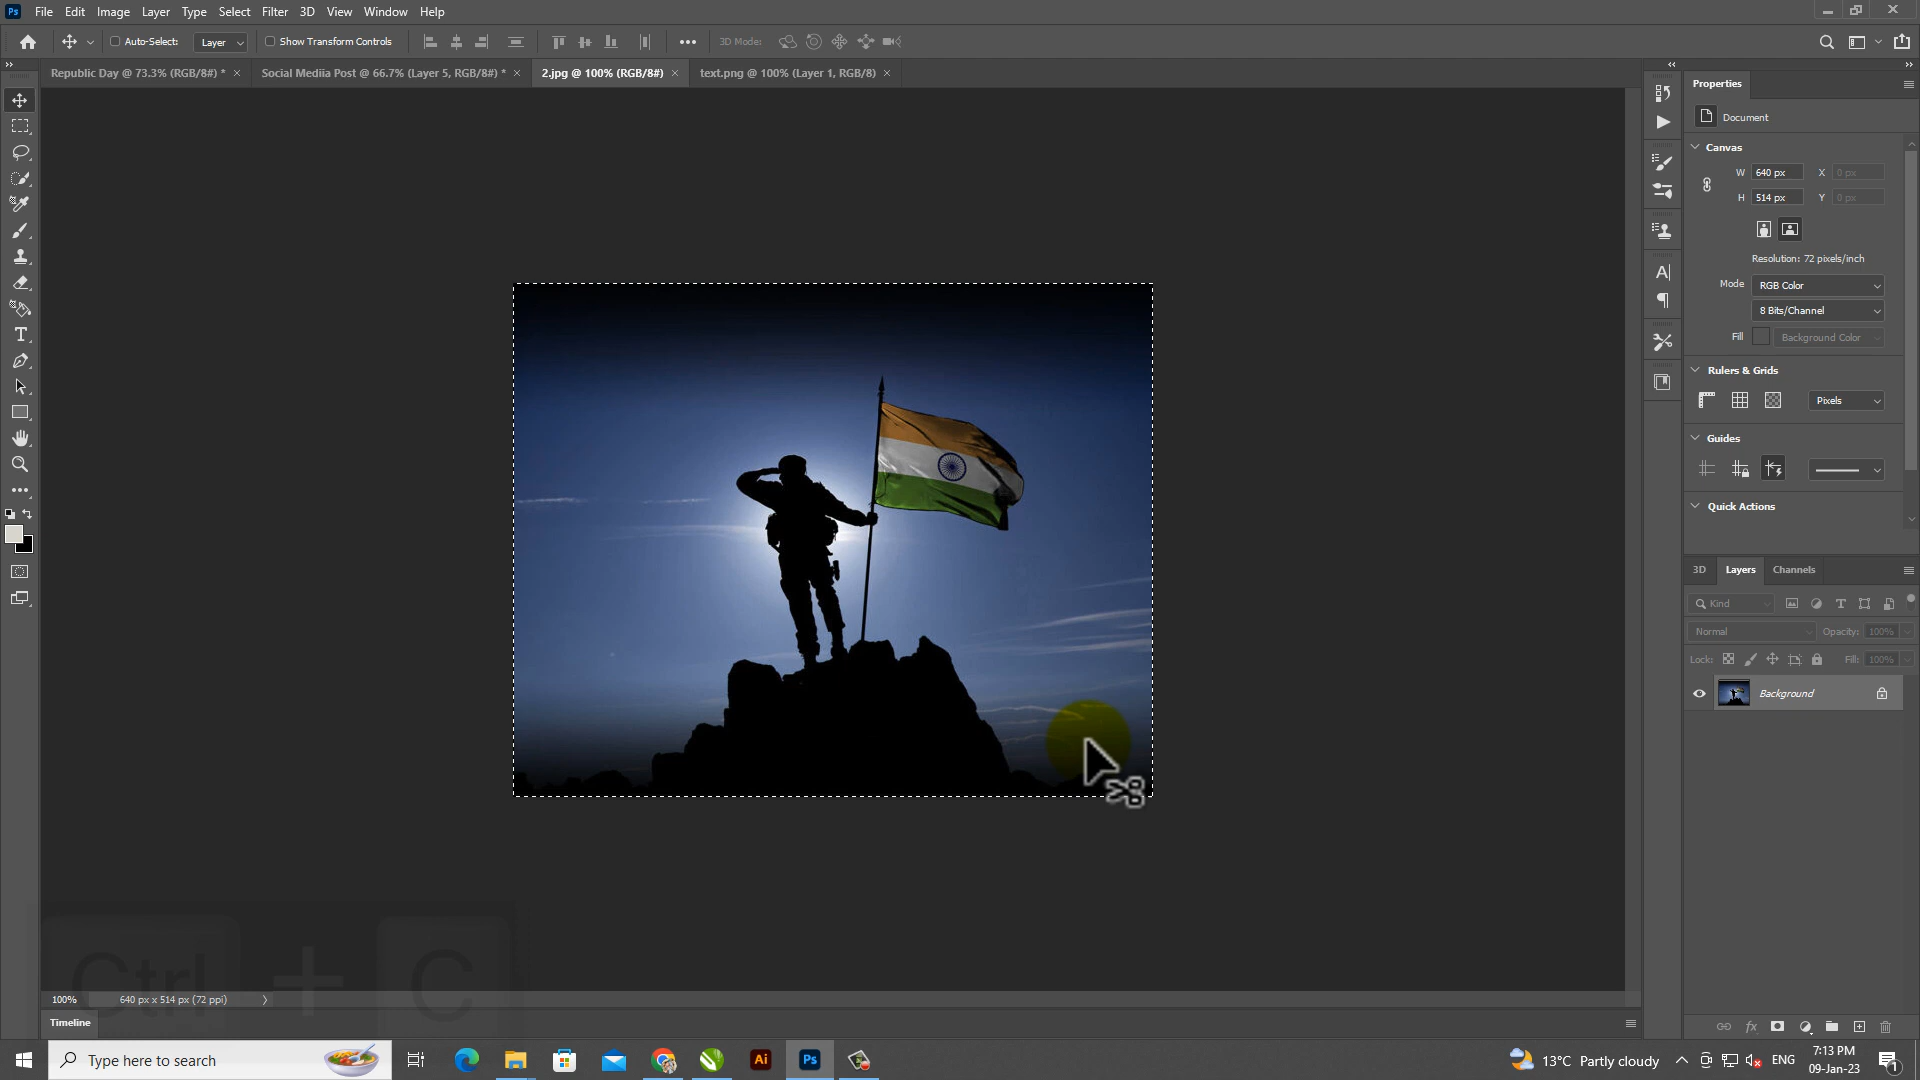 Ps File Edit Image Layer Type Select Filter 3D View Window Help
Auto-Select: Layer Show Transform Controls 3D Mode:
Republic Day @ 73.3% (RGB/8#) * Social Mediia Post @ 66.7% (Layer 5, RGB/8#) * 2.jpg @ 100% (RGB/8#) text.png @ 100% (Layer 1, RGB/8)
Properties
Document
Canvas
W 640 px X 0 px
H 514 px Y 0 px
Resolution: 72 pixels/inch
Mode RGB Color
8 Bits/Channel
Fill Background Color
Rulers & Grids
Pixels
Guides
Quick Actions
3D Layers Channels
Kind
Normal Opacity: 100%
Lock: Fill: 100%
Background
Ctrl + C
100% 640 px x 514 px (72 ppi)
Timeline
Type here to search Ai Ps 13°C Partly cloudy ENG 7:13 PM
09-Jan-23
1